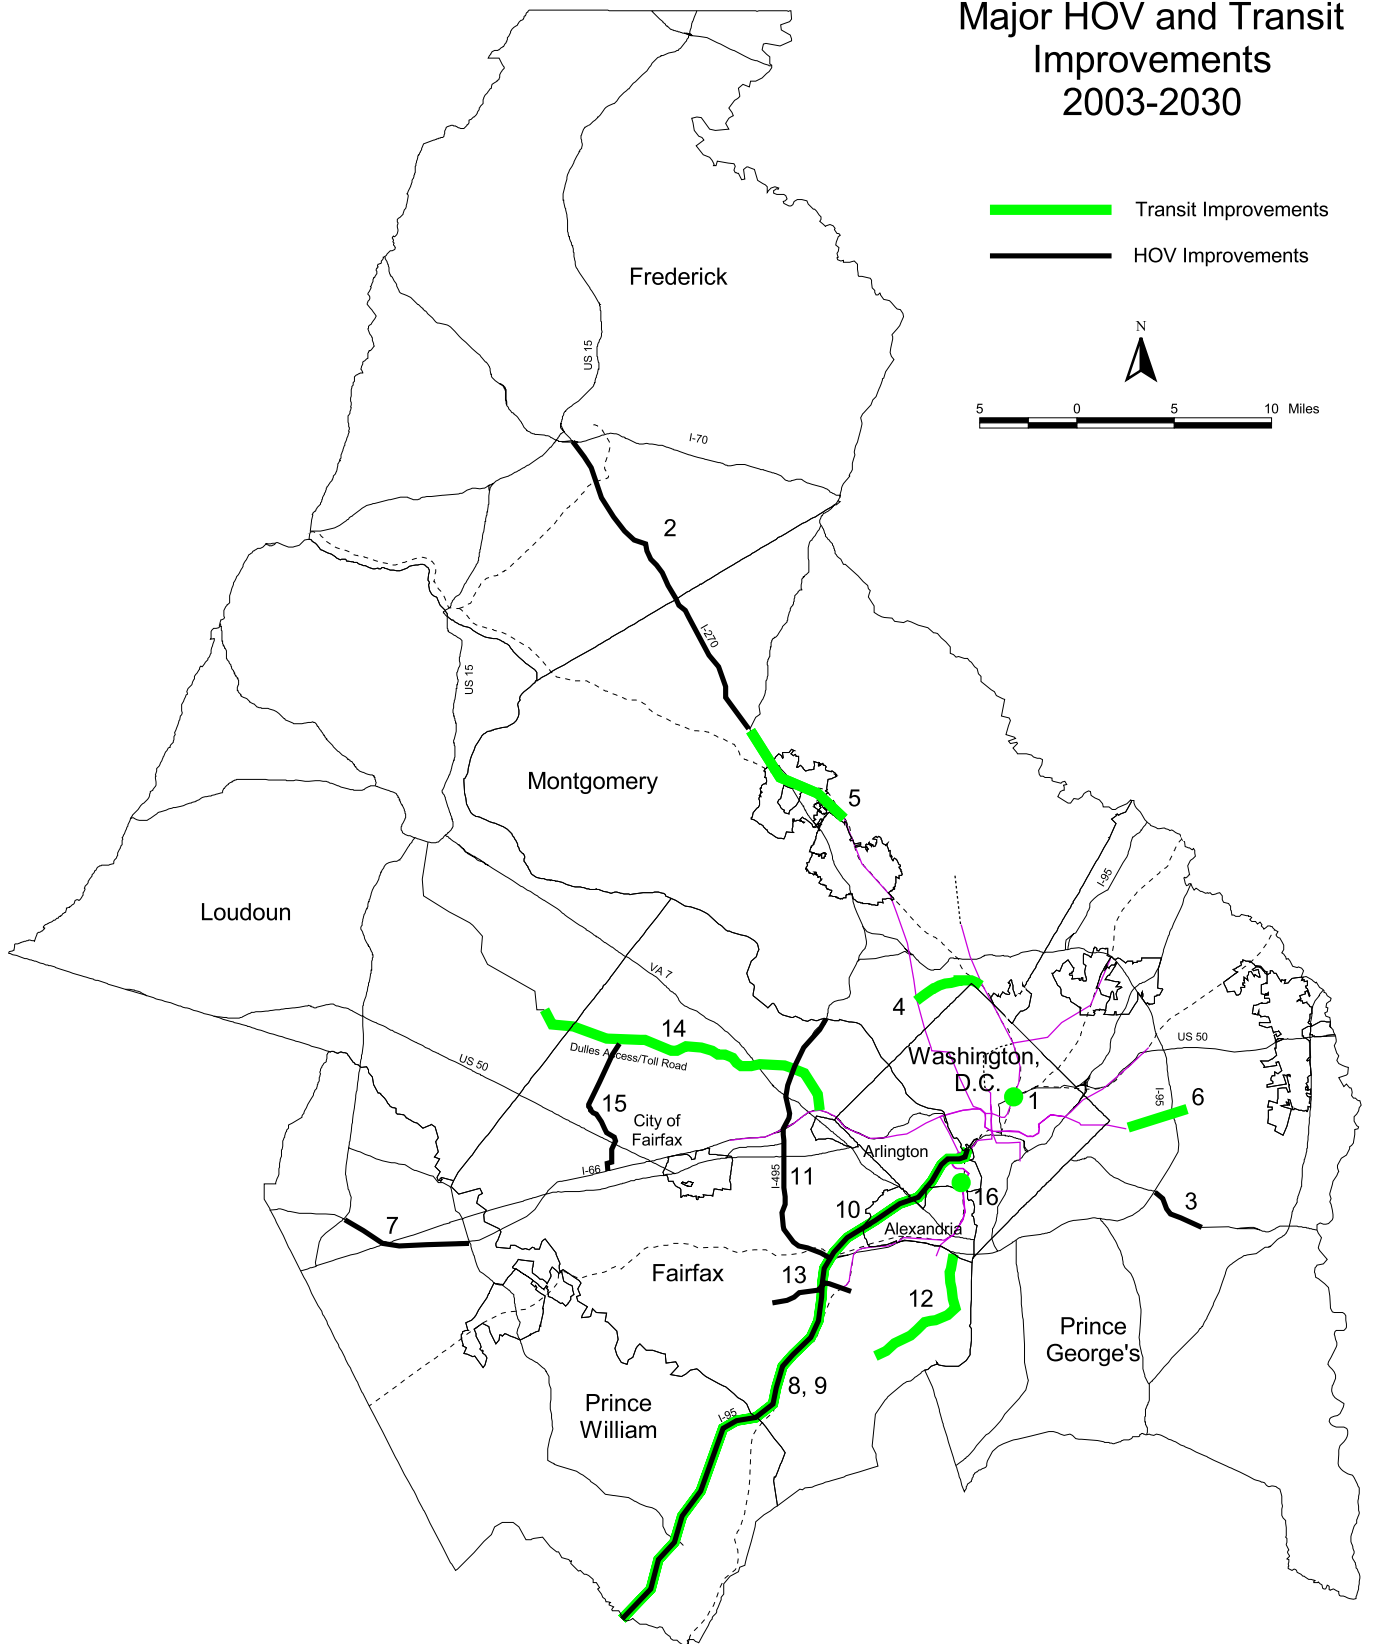 Major HOV and Transit
Improvements
2003-2030
Transit Improvements
HOV Improvements
N
5 0 5 10 Miles
Frederick
US 15
I-70
2
I-270
US 15
Montgomery
5
I-95
Loudoun
VA 7
4
14
Dulles Access/Toll Road
US 50
Washington,
D.C.
1
US 50
I-95
6
15
City of
Fairfax
I-66
Arlington
I-495
11
16
10
Alexandria
3
7
13
Fairfax
12
Prince
George's
8, 9
I-95
Prince
William